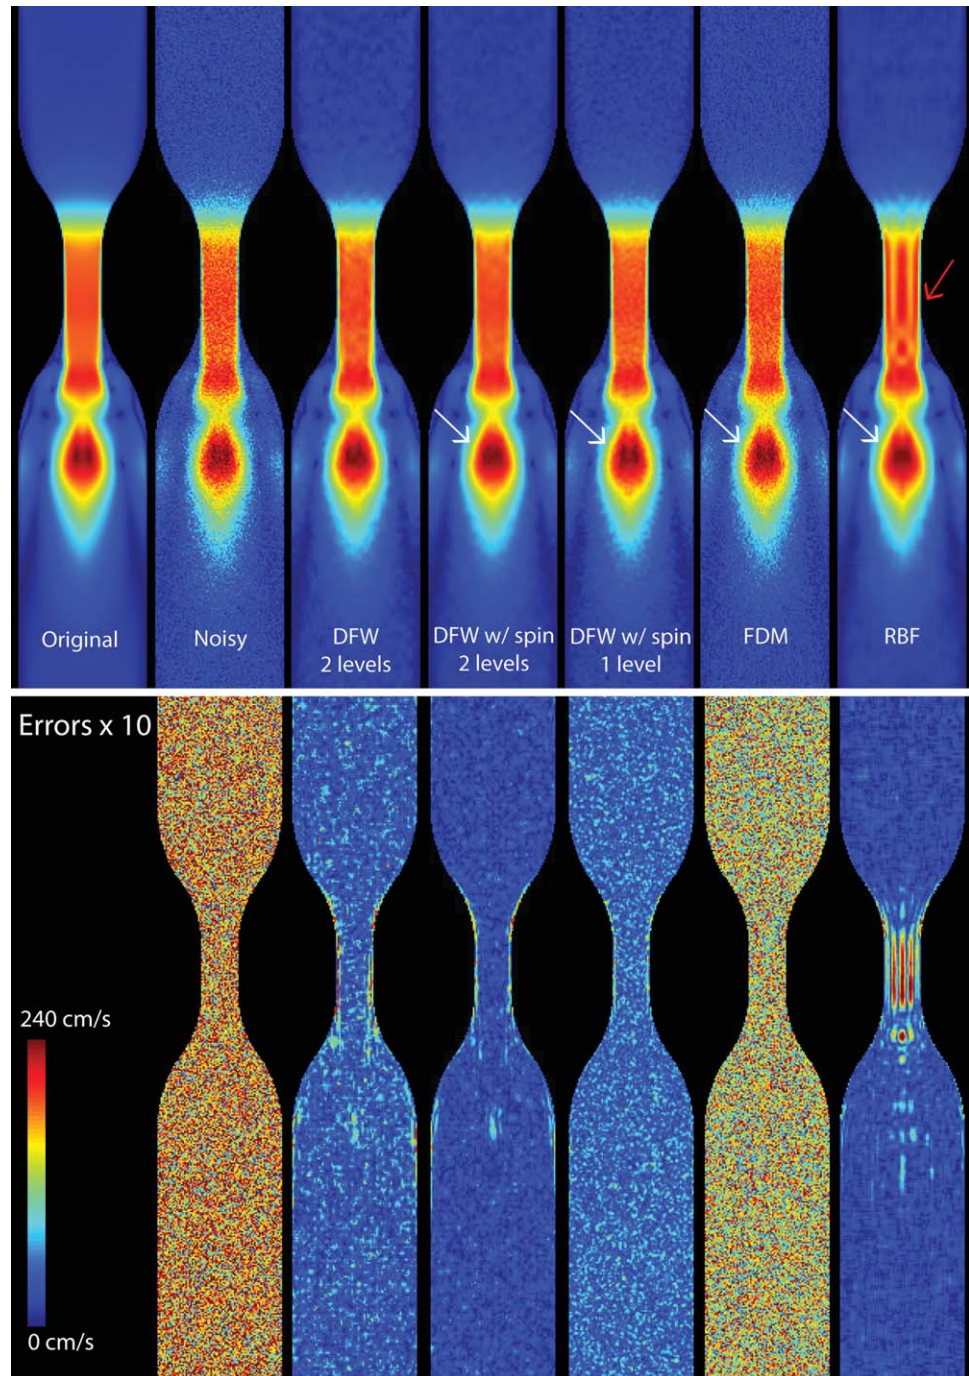 Original
Noisy
DFW
2 levels
DFW w/ spin
2 levels
DFW w/ spin
1 level
FDM
RBF
Errors x 10
240 cm/s
0 cm/s